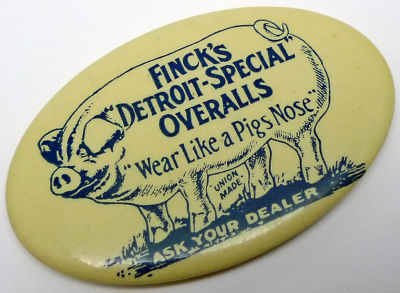 FINCK'S
"DETROIT-SPECIAL"
OVERALLS
"Wear Like a Pigs Nose"
UNION
MADE
ASK YOUR DEALER